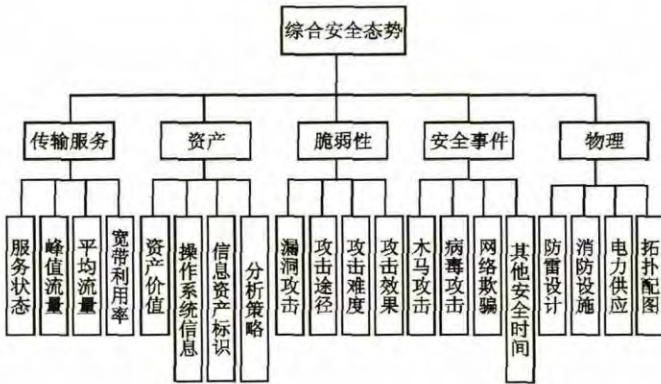 综合安全态势
传输服务
资产
脆弱性
安全事件
物理
服务状态
峰值流量
平均流量
宽带利用率
资产价值
操作系统信息
信息资产标识
分析策略
漏洞攻击
攻击途径
攻击难度
攻击效果
木马攻击
病毒攻击
网络欺骗
其他安全时间
防雷设计
消防设施
电力供应
拓扑配图